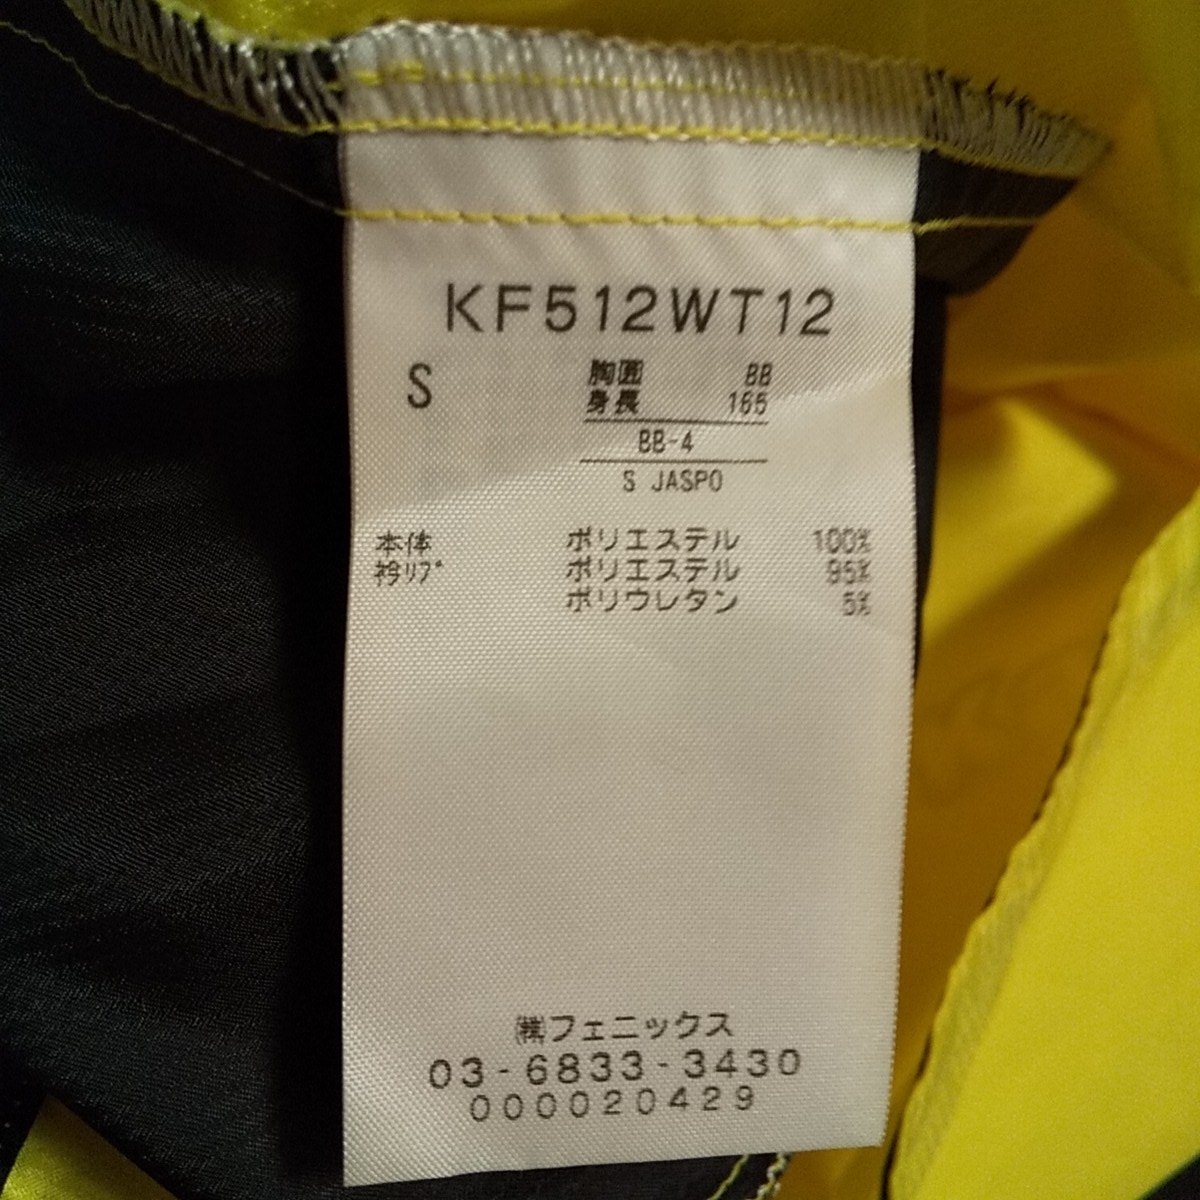 KF512WT12
S 胸囲 88
身長 165
88-4
S JASPO
本体 ポリエステル 100%
衿ﾘﾌﾞ ポリエステル 95%
ポリウレタン 5%
㈱フェニックス
03-6833-3430
000020429